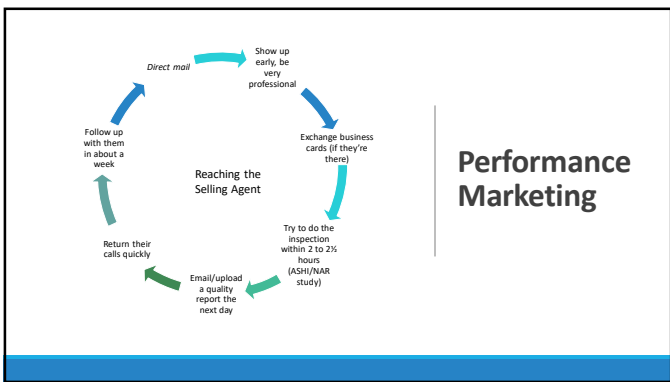 Direct mail
Show up
early, be
very
professional
Exchange business
cards (if they're
there)
Try to do the
inspection
within 2 to 2½
hours
(ASHI/NAR
study)
Email/upload
a quality
report the
next day
Return their
calls quickly
Follow up
with them
in about a
week
Reaching the
Selling Agent
Performance
Marketing